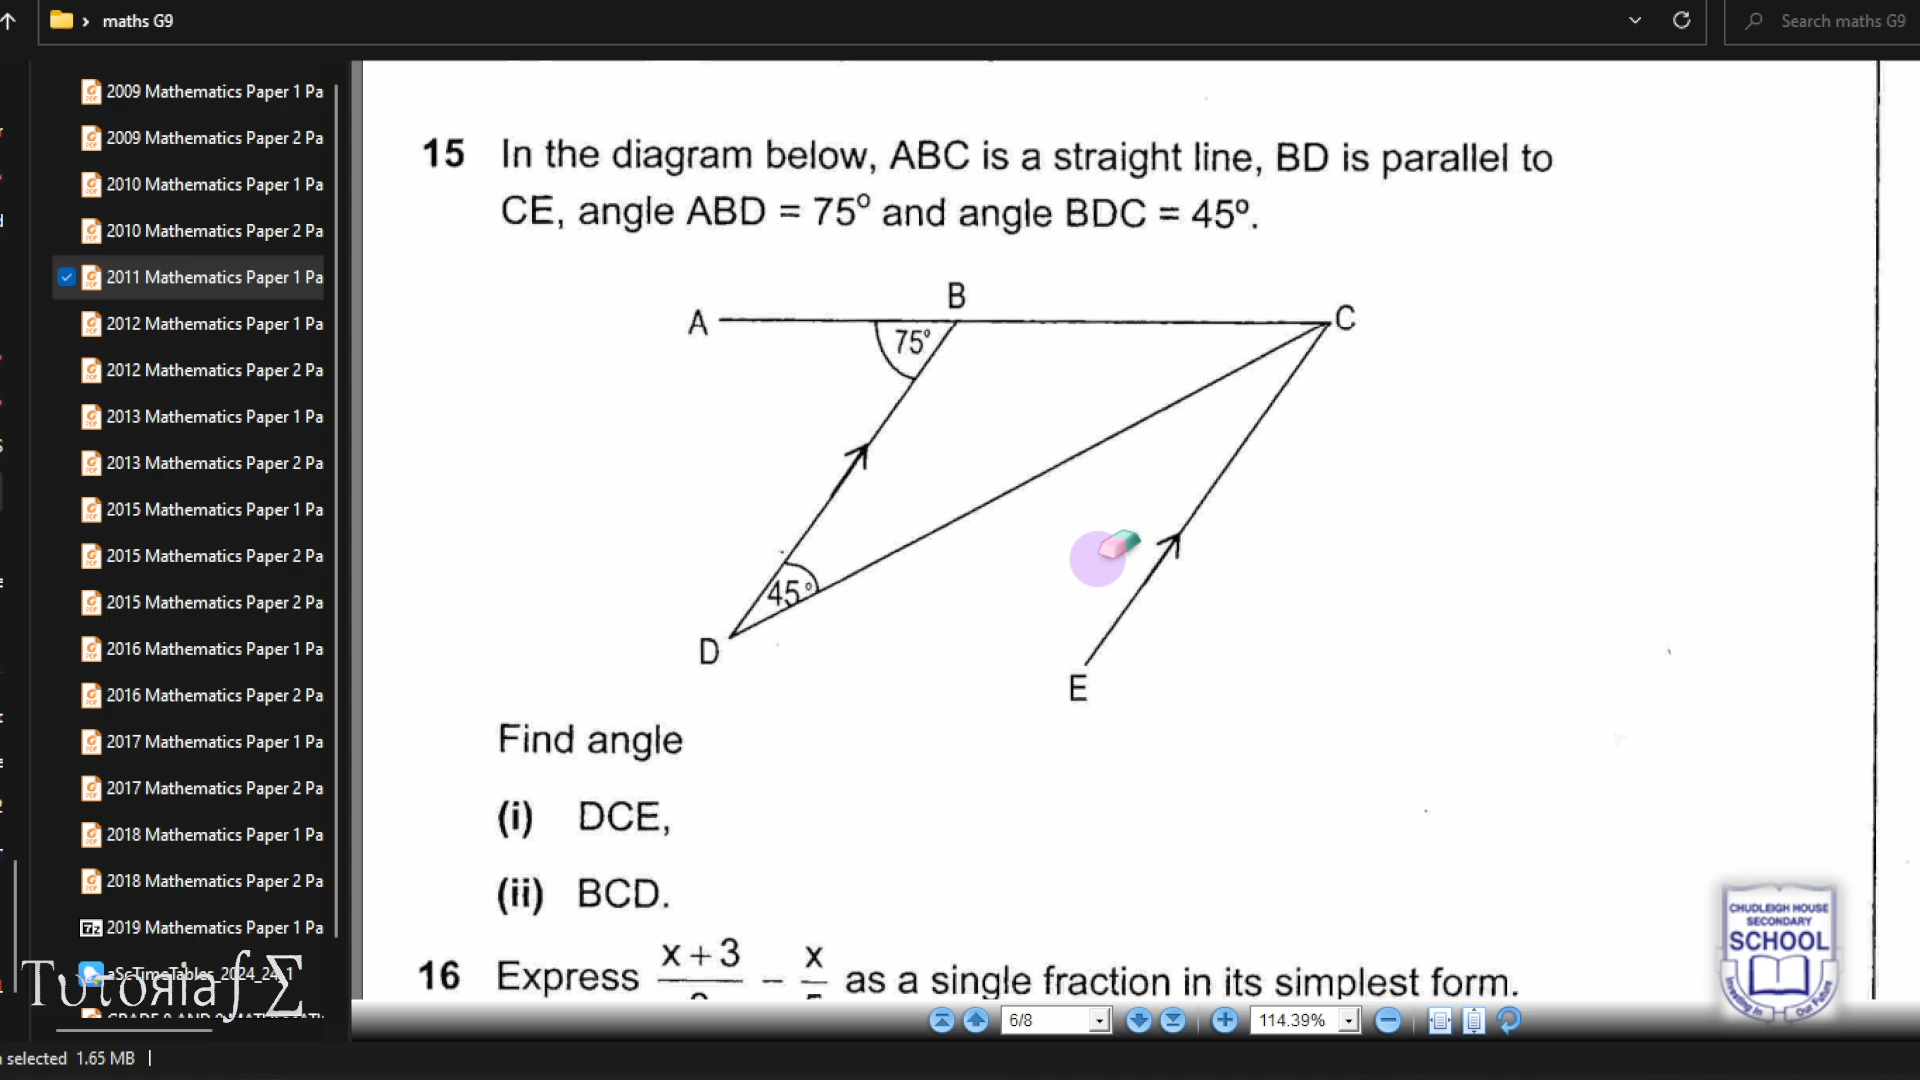 maths G9
Search maths G9
2009 Mathematics Paper 1 Pa
2009 Mathematics Paper 2 Pa
2010 Mathematics Paper 1 Pa
2010 Mathematics Paper 2 Pa
2011 Mathematics Paper 1 Pa
2012 Mathematics Paper 1 Pa
2012 Mathematics Paper 2 Pa
2013 Mathematics Paper 1 Pa
2013 Mathematics Paper 2 Pa
2015 Mathematics Paper 1 Pa
2015 Mathematics Paper 2 Pa
2015 Mathematics Paper 2 Pa
2016 Mathematics Paper 1 Pa
2016 Mathematics Paper 2 Pa
2017 Mathematics Paper 1 Pa
2017 Mathematics Paper 2 Pa
2018 Mathematics Paper 1 Pa
2018 Mathematics Paper 2 Pa
2019 Mathematics Paper 1 Pa
aScTimeTables_2024_24_1
selected 1.65 MB
15 In the diagram below, ABC is a straight line, BD is parallel to
CE, angle ABD = 75° and angle BDC = 45°.
A
B
C
75°
45°
D
E
Find angle
(i) DCE,
(ii) BCD.
16 Express x + 3 − x/5 as a single fraction in its simplest form.
6/8
114.39%
CHUDLEIGH HOUSE
SECONDARY
SCHOOL
Investing in Our Future